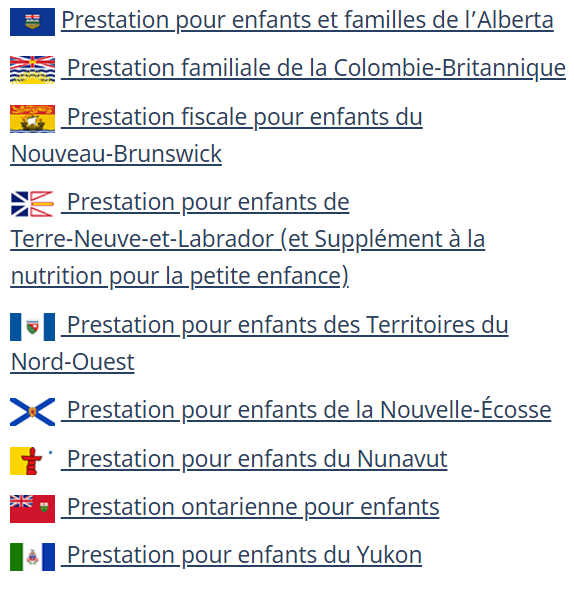 Prestation pour enfants et familles de l’Alberta
Prestation familiale de la Colombie-Britannique
Prestation fiscale pour enfants du
Nouveau-Brunswick
Prestation pour enfants de
Terre-Neuve-et-Labrador (et Supplément à la
nutrition pour la petite enfance)
Prestation pour enfants des Territoires du
Nord-Ouest
Prestation pour enfants de la Nouvelle-Écosse
Prestation pour enfants du Nunavut
Prestation ontarienne pour enfants
Prestation pour enfants du Yukon